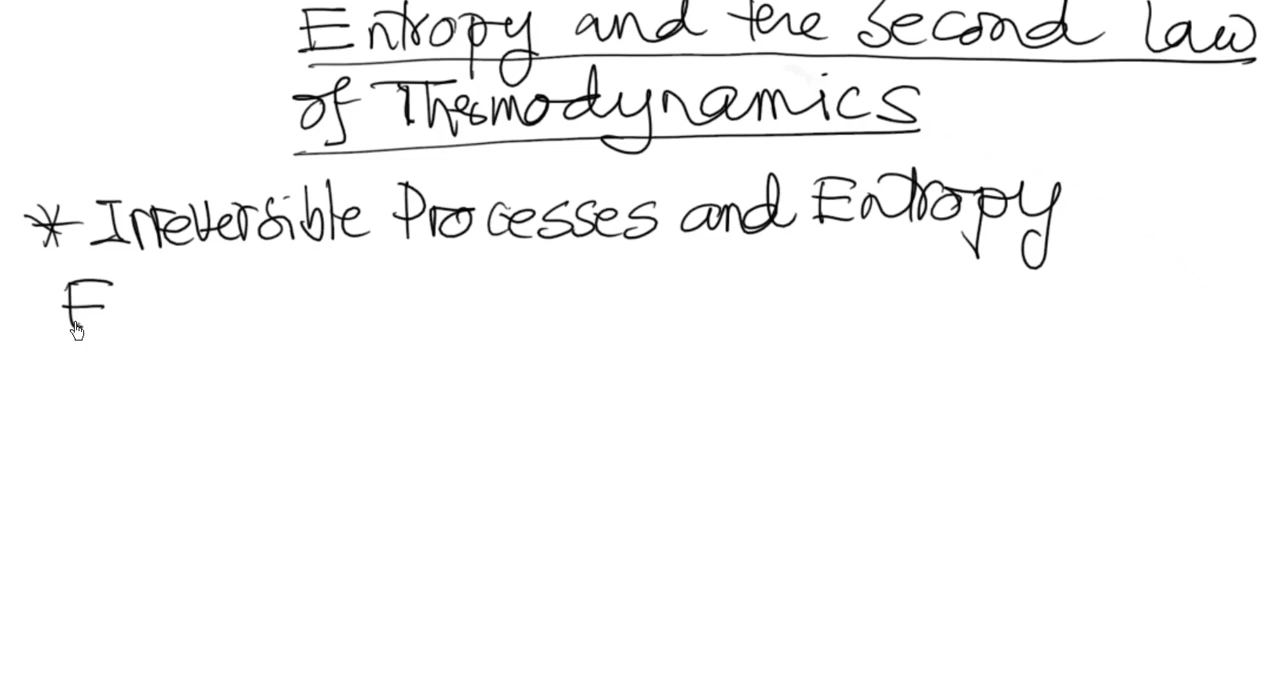 Entropy and the Second law
of Thermodynamics
* Irreversible Processes and Entropy
F